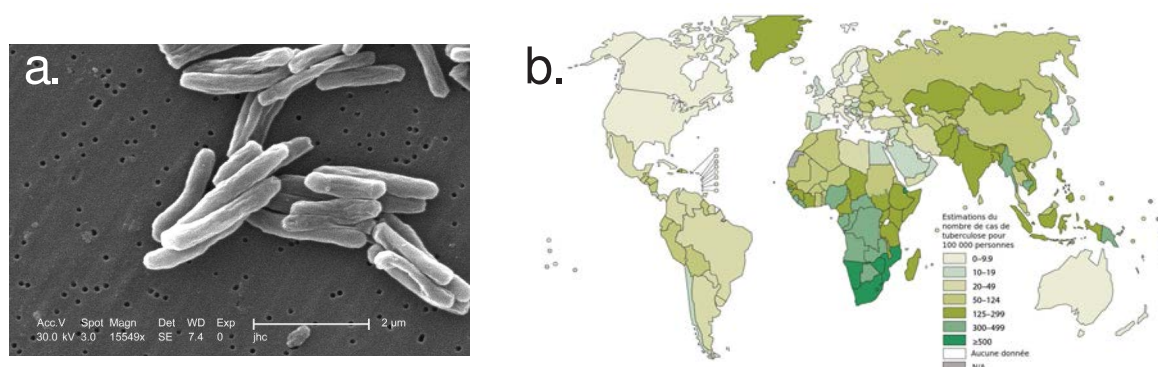 a.
Acc.V Spot Magn Det WD Exp
30.0 kV 3.0 15549x SE 7.4 0 jhc 2 µm
b.
Estimations du
nombre de cas de
tuberculose pour
100 000 personnes
0–9.9
10–19
20–49
50–124
125–299
300–499
≥500
Aucune donnée
N/A